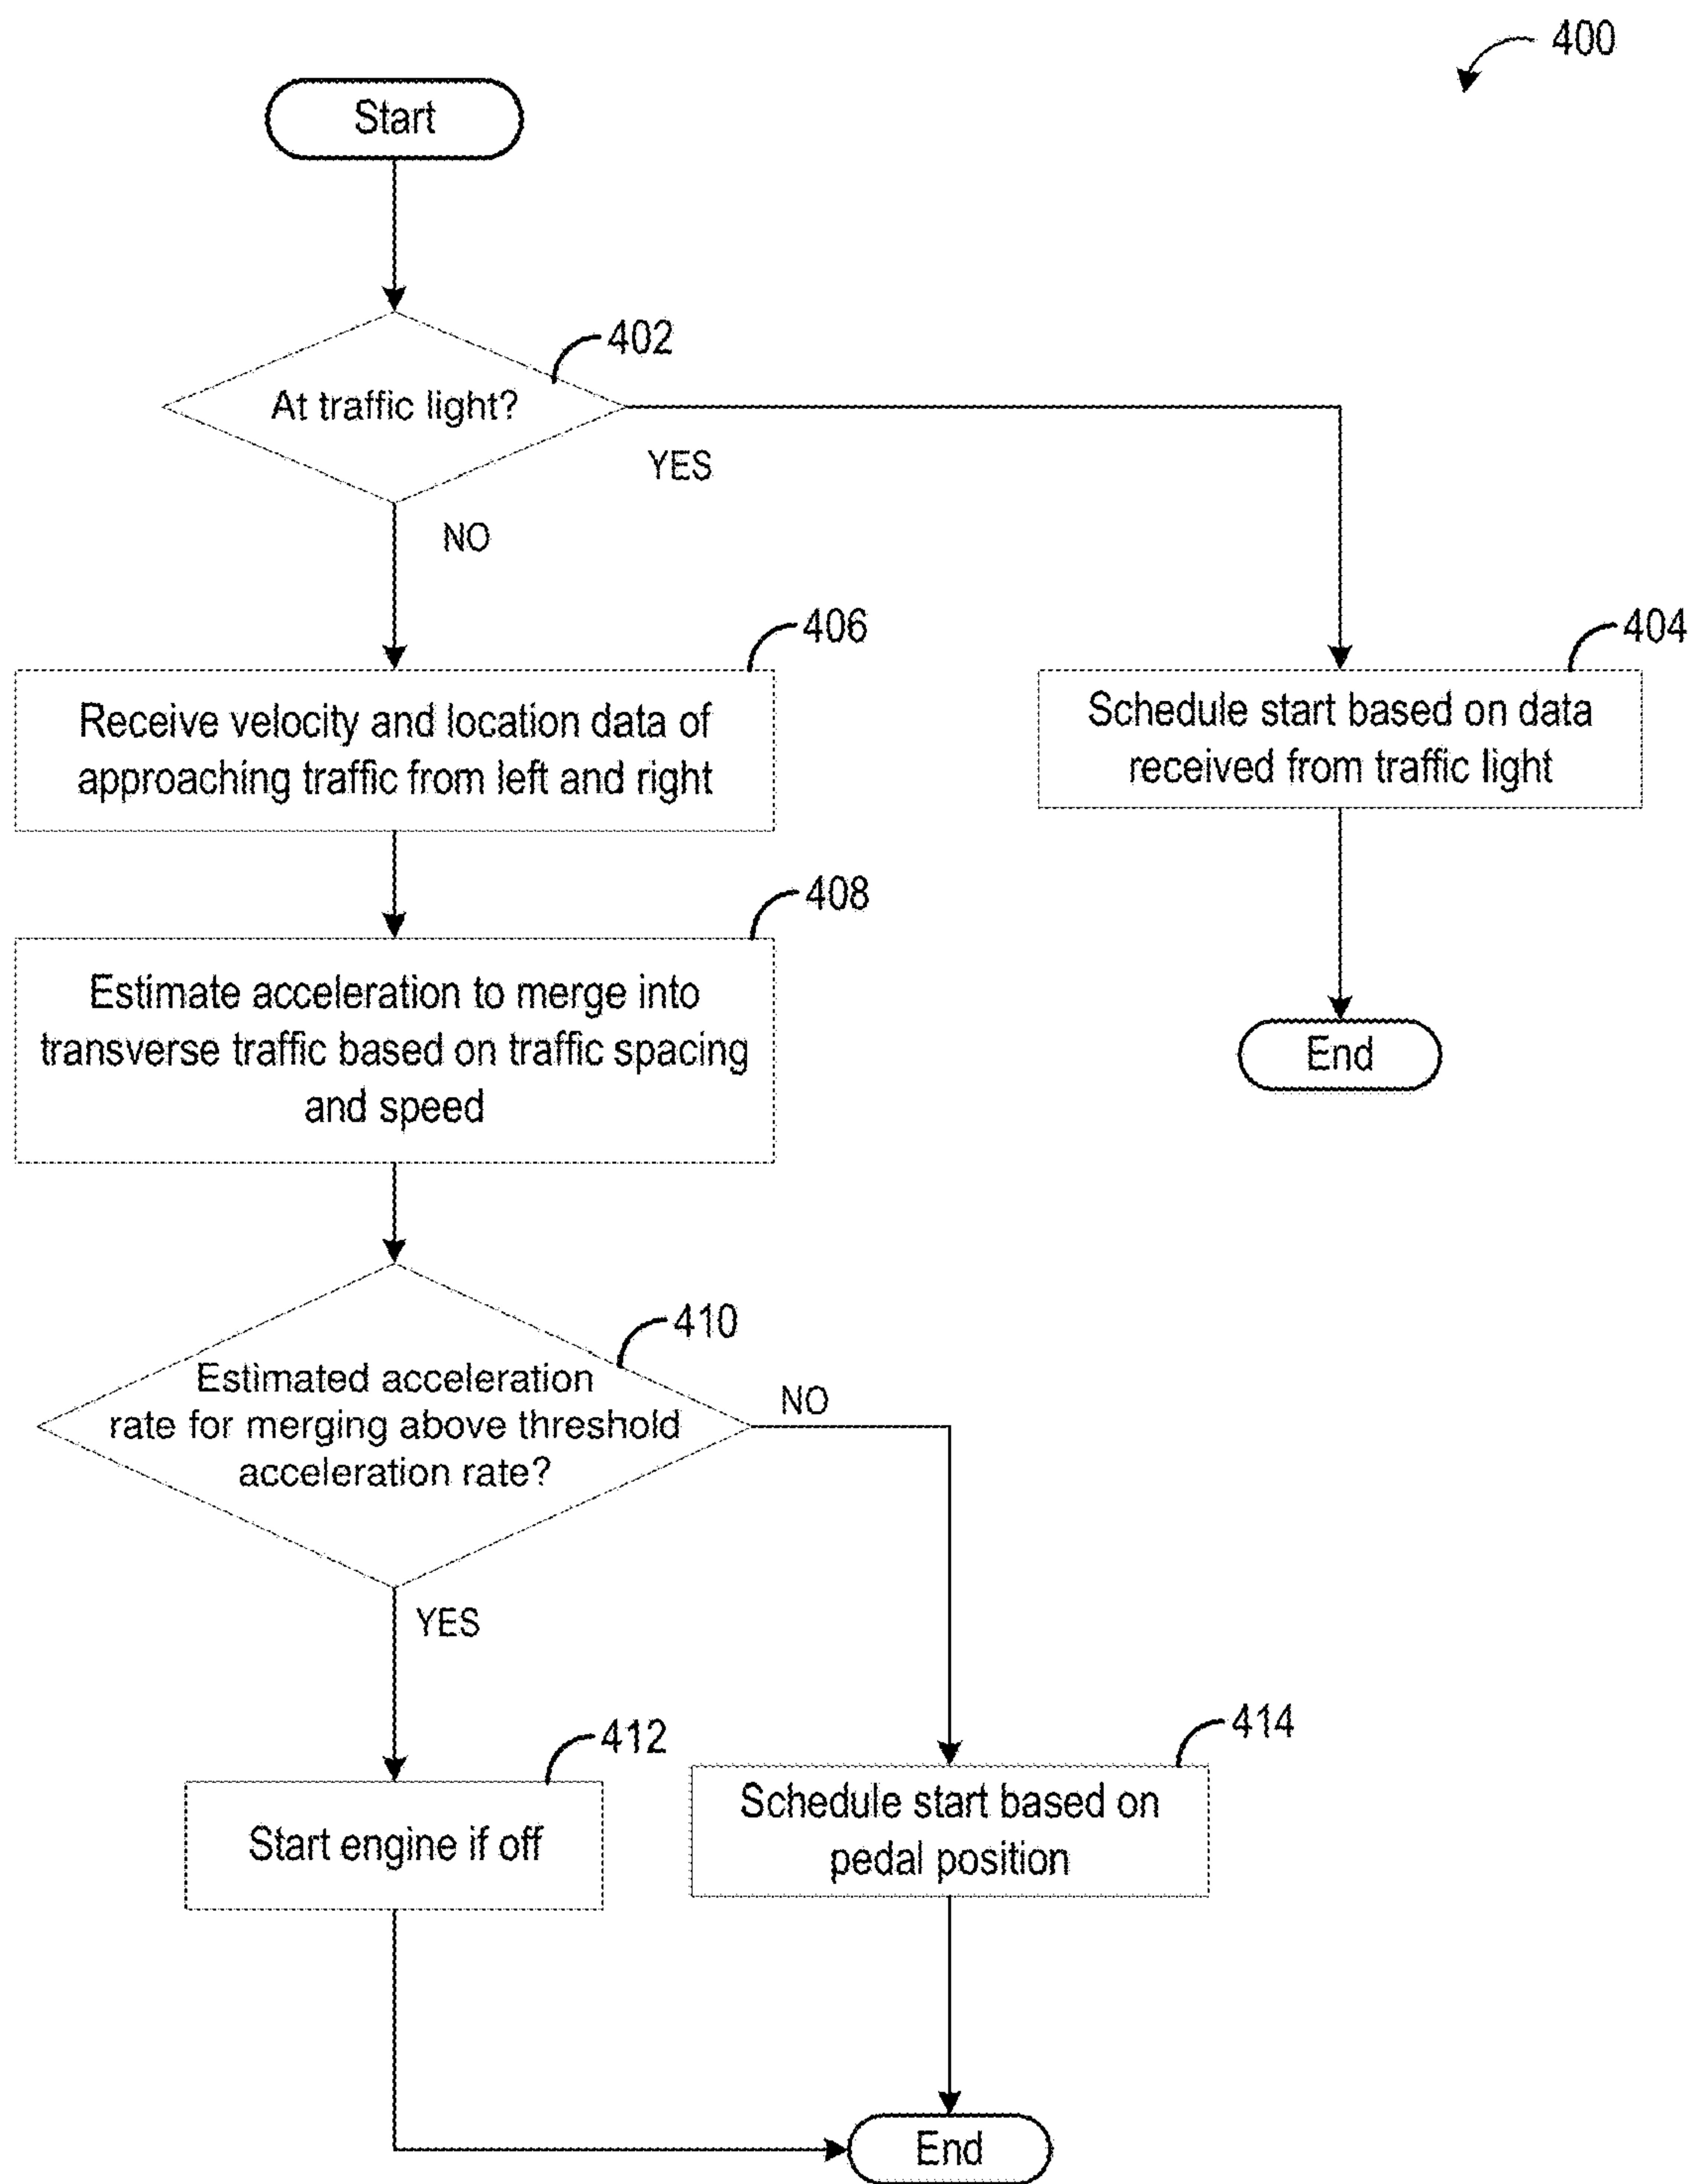 400
Start
402
At traffic light?
YES
NO
406
404
Receive velocity and location data of
approaching traffic from left and right
Schedule start based on data
received from traffic light
408
Estimate acceleration to merge into
transverse traffic based on traffic spacing
and speed
End
410
Estimated acceleration
rate for merging above threshold
acceleration rate?
NO
YES
412
414
Start engine if off
Schedule start based on
pedal position
End